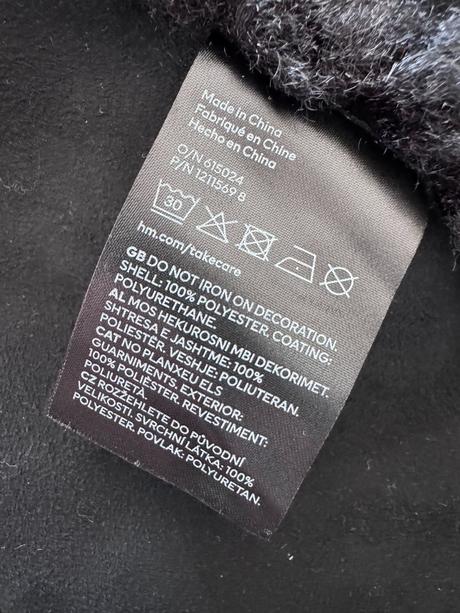 Made in China
Fabriqué en Chine
Hecho en China
O/N 615024
P/N 1211569 8
30
hm.com/takecare
GB DO NOT IRON ON DECORATION.
SHELL: 100% POLYESTER. COATING:
POLYURETHANE.
AL MOS HEKUROSNI MBI DEKORIMET.
SHTRESA E JASHTME: 100%
POLIESTËR. VESHJE: POLIUTERAN.
CAT NO PLANXEU ELS
GUARNIMENTS. EXTERIOR:
100% POLIÈSTER. REVESTIMENT:
POLIURETÀ.
CZ ROZŽEHLETE DO PŮVODNÍ
VELIKOSTI. SVRCHNÍ LÁTKA: 100%
POLYESTER. POVLAK: POLYURETAN.